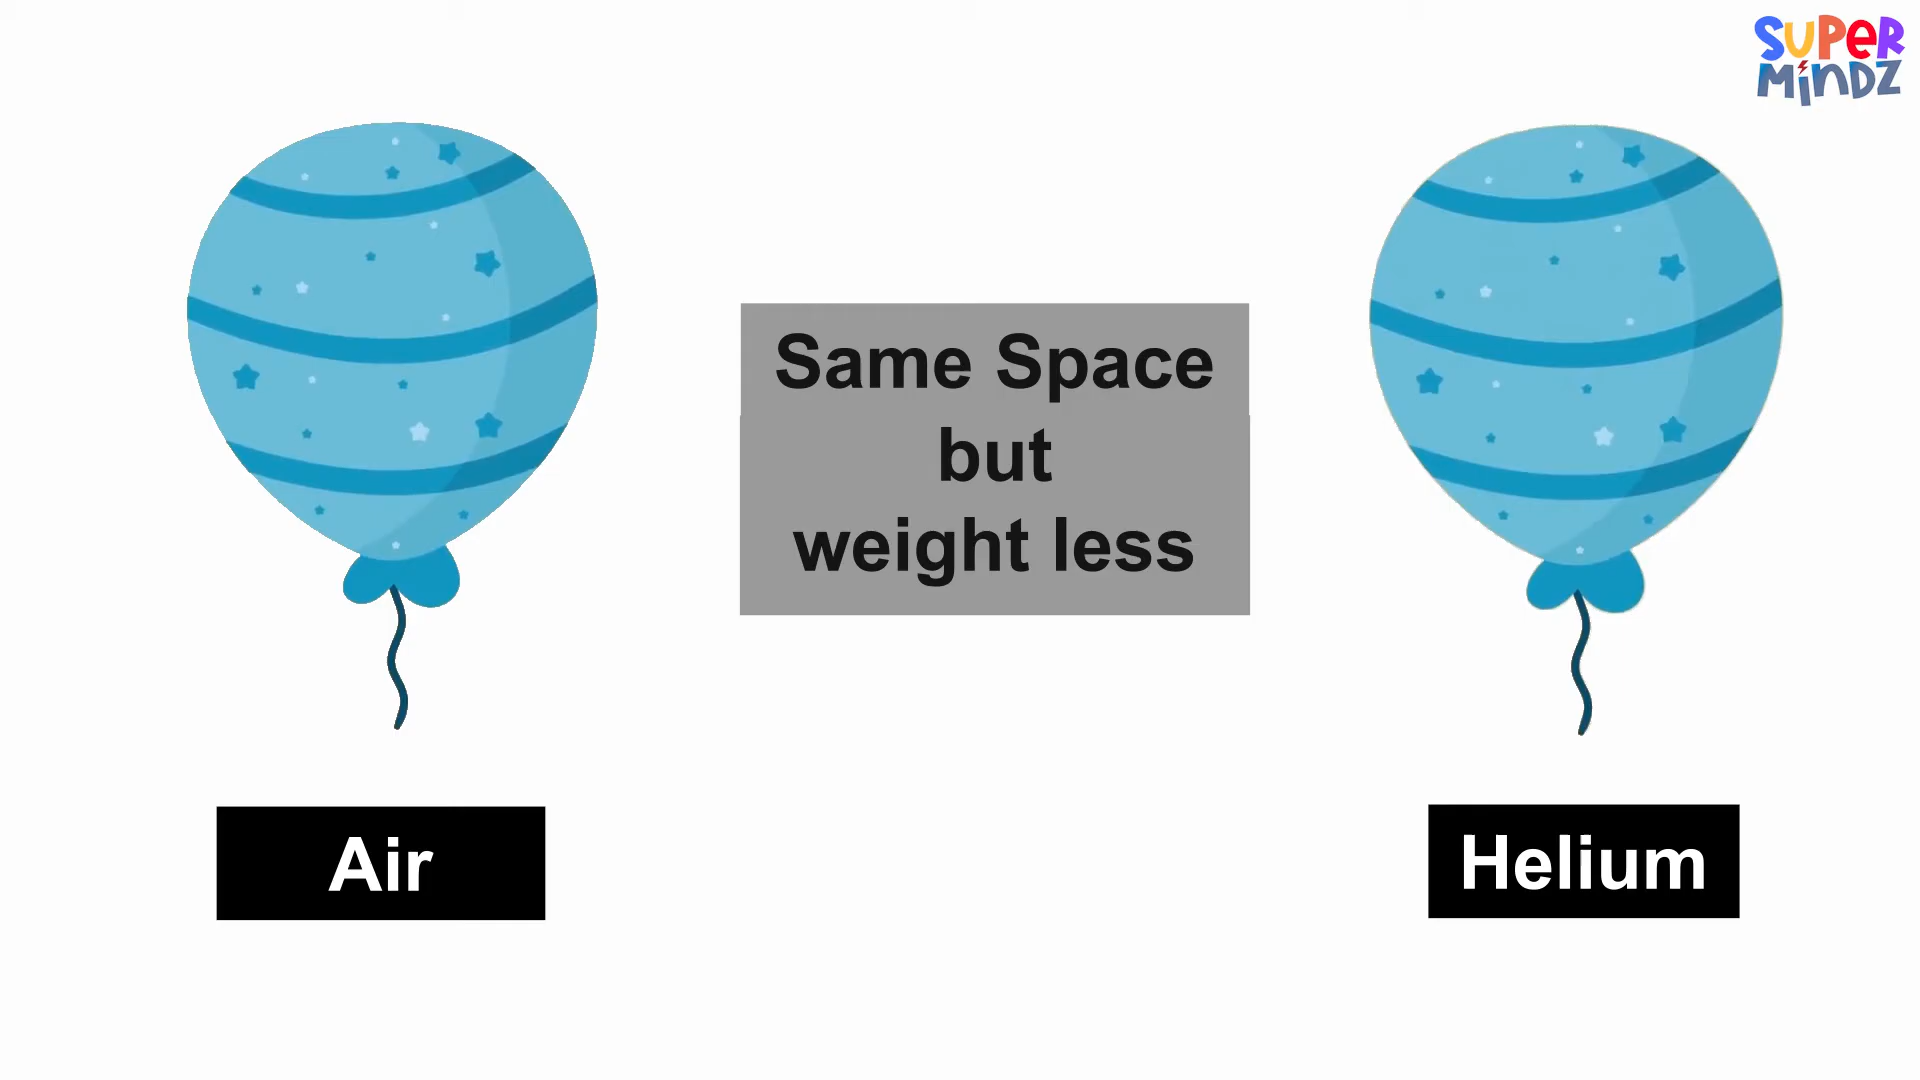 SUPER
MINDZ
Same Space
but
weight less
Air
Helium